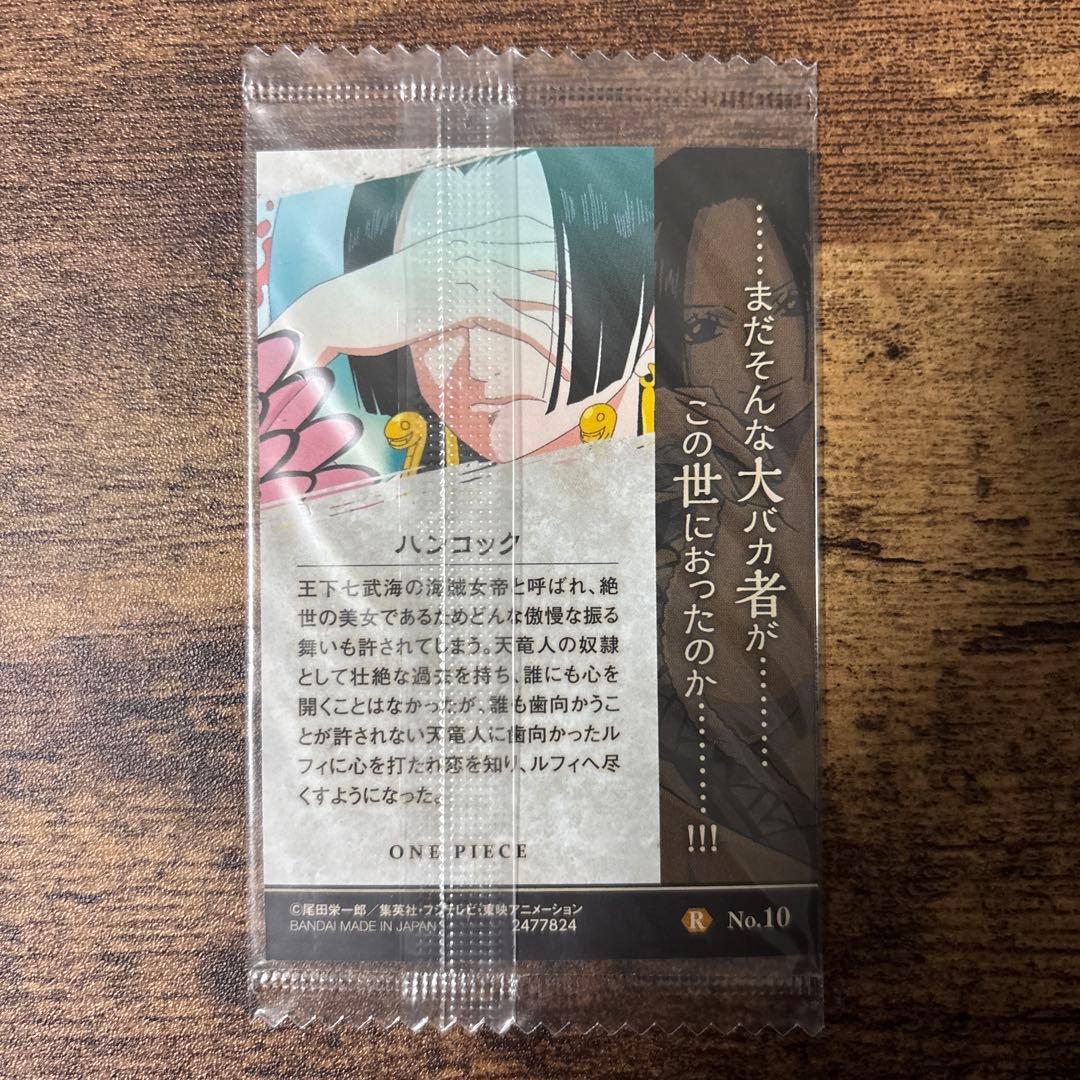 ……まだそんな大バカ者が…………
この世におったのか…………!!!
ハンコック
王下七武海の海賊女帝と呼ばれ、絶
世の美女であるためどんな傲慢な振る
舞いも許されてしまう。天竜人の奴隷
として壮絶な過去を持ち、誰にも心を
開くことはなかったが、誰も歯向かうこ
とが許されない天竜人に歯向かったル
フィに心を打たれ恋を知り、ルフィへ尽
くすようになった。
ONE PIECE
©尾田栄一郎／集英社・フジテレビ・東映アニメーション
BANDAI MADE IN JAPAN 2477824
R No.10